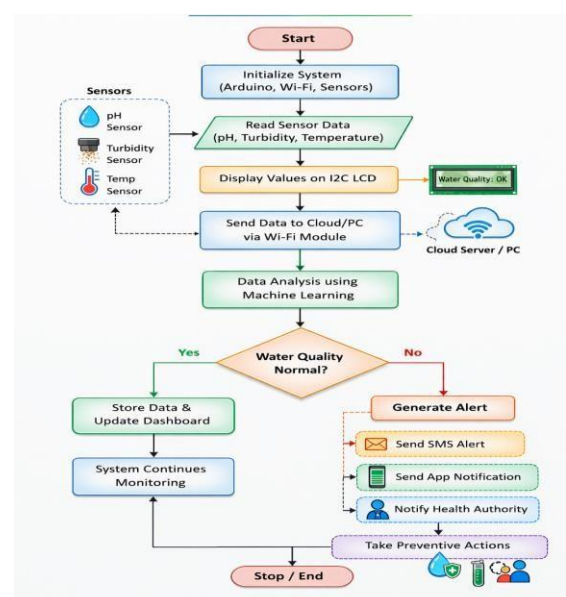 Start
Initialize System
(Arduino, Wi-Fi, Sensors)
Sensors
pH
Sensor
Turbidity
Sensor
Temp
Sensor
Read Sensor Data
(pH, Turbidity, Temperature)
Display Values on I2C LCD
Water Quality: OK
Send Data to Cloud/PC
via Wi-Fi Module
Cloud Server / PC
Data Analysis using
Machine Learning
Water Quality
Normal?
Yes
No
Store Data &
Update Dashboard
System Continues
Monitoring
Generate Alert
Send SMS Alert
Send App Notification
Notify Health Authority
Take Preventive Actions
Stop / End